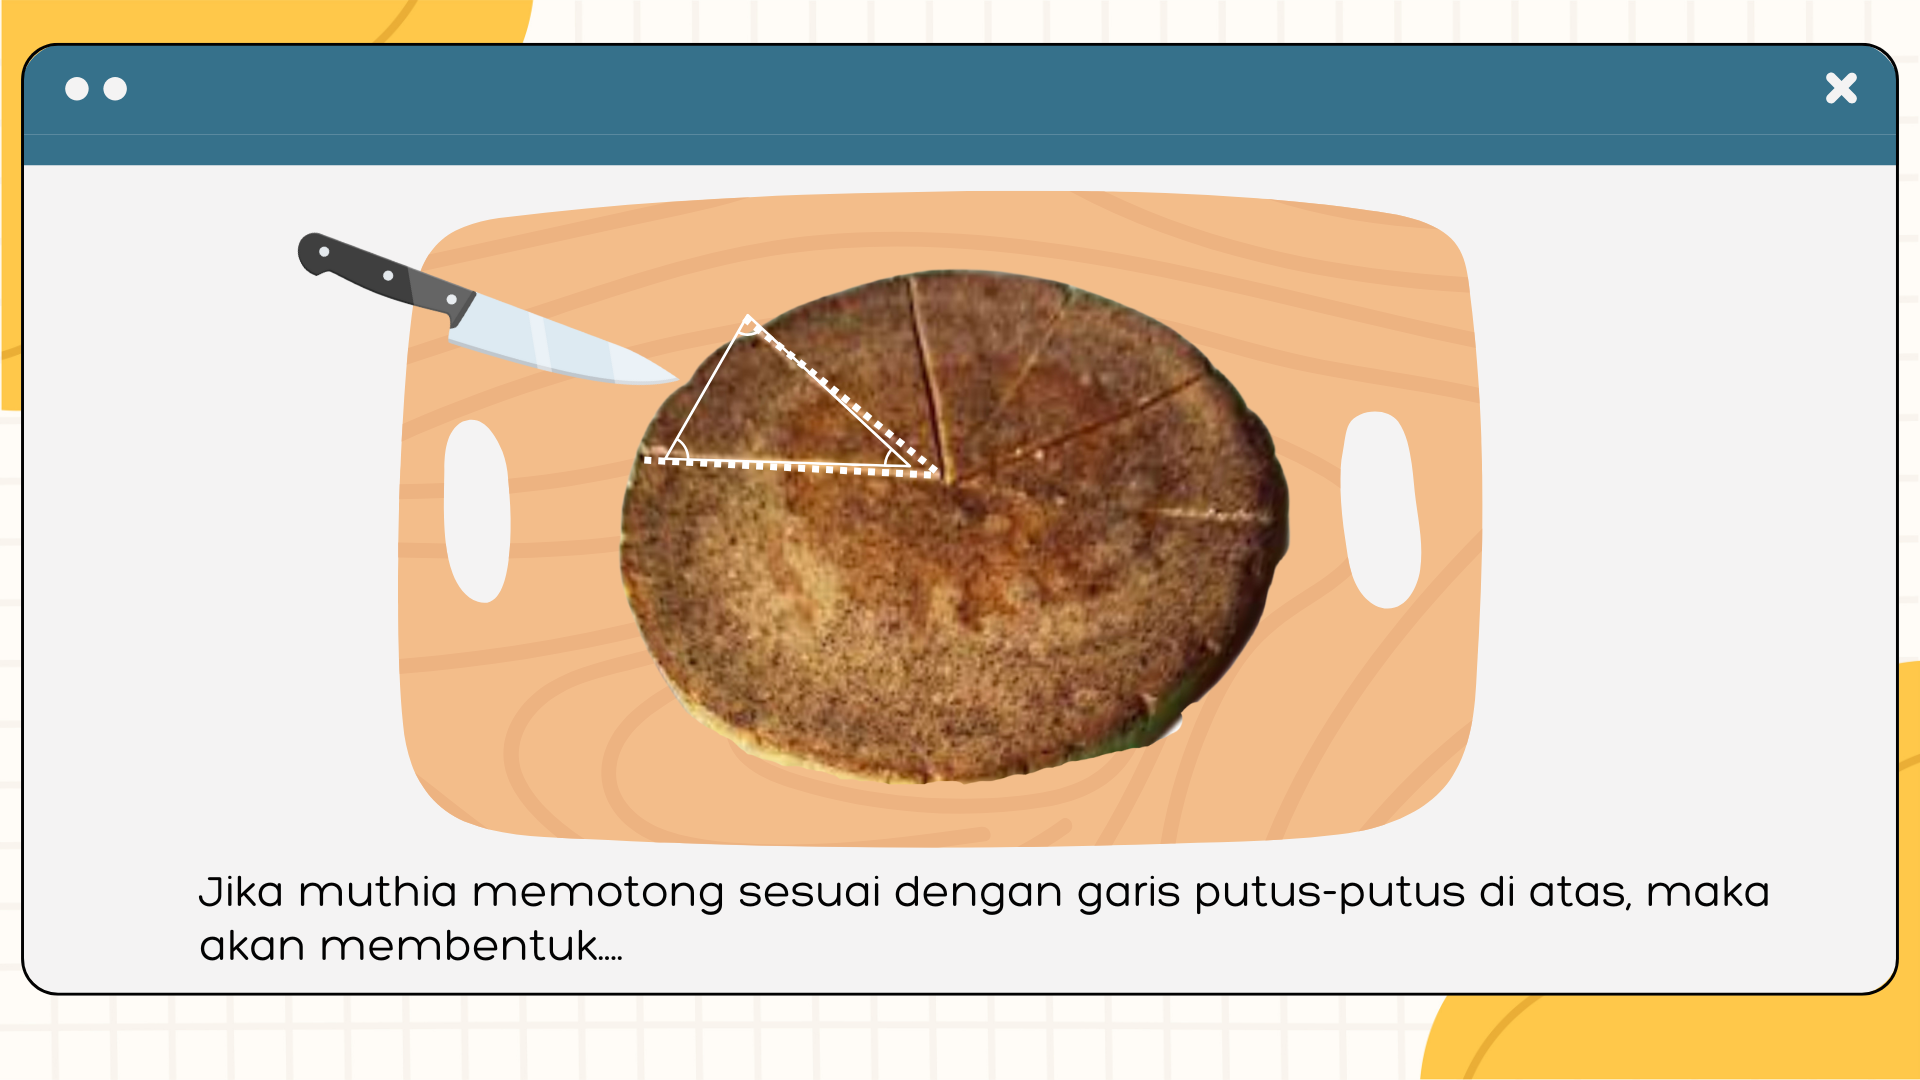 Jika muthia memotong sesuai dengan garis putus-putus di atas, maka
akan membentuk....